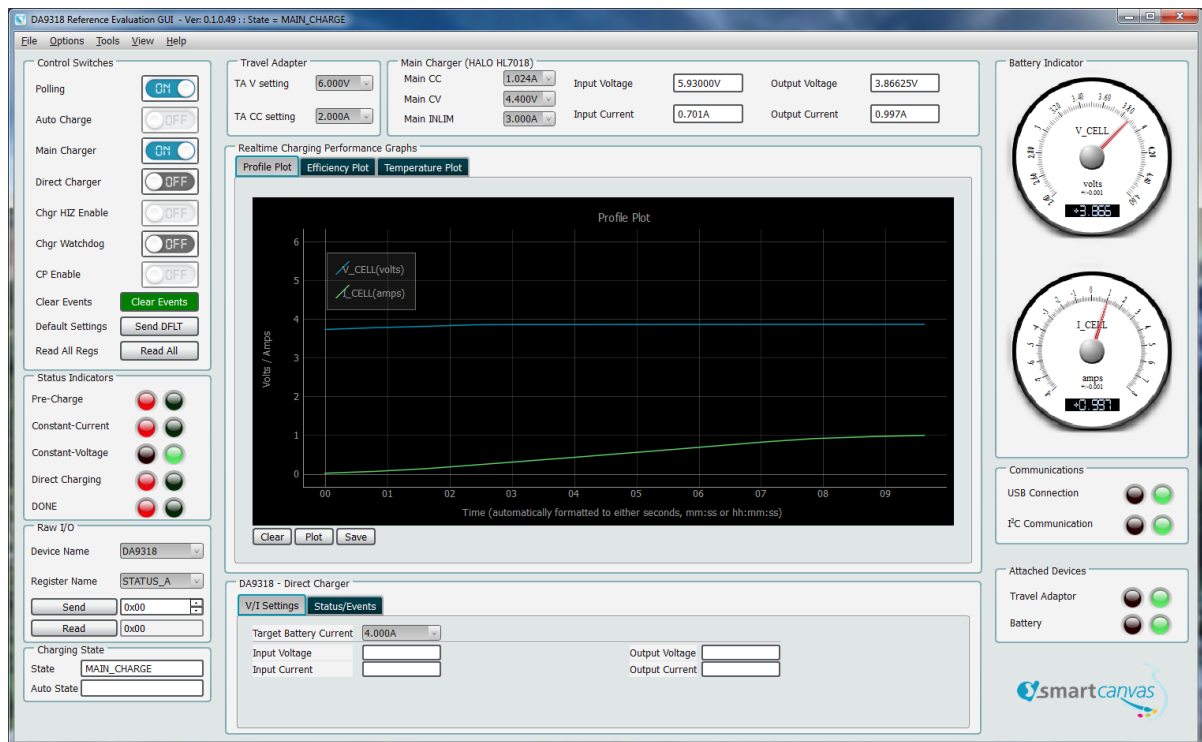 DA9318 Reference Evaluation GUI - Ver: 0.1.0.49 : : State = MAIN_CHARGE
File Options Tools View Help
Control Switches
Polling ON
Auto Charge OFF
Main Charger ON
Direct Charger OFF
Chgr HIZ Enable OFF
Chgr Watchdog OFF
CP Enable OFF
Clear Events Clear Events
Default Settings Send DFLT
Read All Regs Read All
Status Indicators
Pre-Charge
Constant-Current
Constant-Voltage
Direct Charging
DONE
Raw I/O
Device Name DA9318
Register Name STATUS_A
Send 0x00
Read 0x00
Charging State
State MAIN_CHARGE
Auto State
Travel Adapter
TA V setting 6.000V
TA CC setting 2.000A
Main Charger (HALO HL7018)
Main CC 1.024A Input Voltage 5.93000V Output Voltage 3.86625V
Main CV 4.400V
Main INLIM 3.000A Input Current 0.701A Output Current 0.997A
Realtime Charging Performance Graphs
Profile Plot Efficiency Plot Temperature Plot
Profile Plot
V_CELL(volts)
I_CELL(amps)
Volts / Amps
6
5
4
3
2
1
0
00 01 02 03 04 05 06 07 08 09
Time (automatically formatted to either seconds, mm:ss or hh:mm:ss)
Clear Plot Save
DA9318 - Direct Charger
V/I Settings Status/Events
Target Battery Current 4.000A
Input Voltage Output Voltage
Input Current Output Current
Battery Indicator
V_CELL
volts
+-0.001
+3.866
I_CELL
amps
+-0.001
+0.997
Communications
USB Connection
I²C Communication
Attached Devices
Travel Adaptor
Battery
smartcanvas